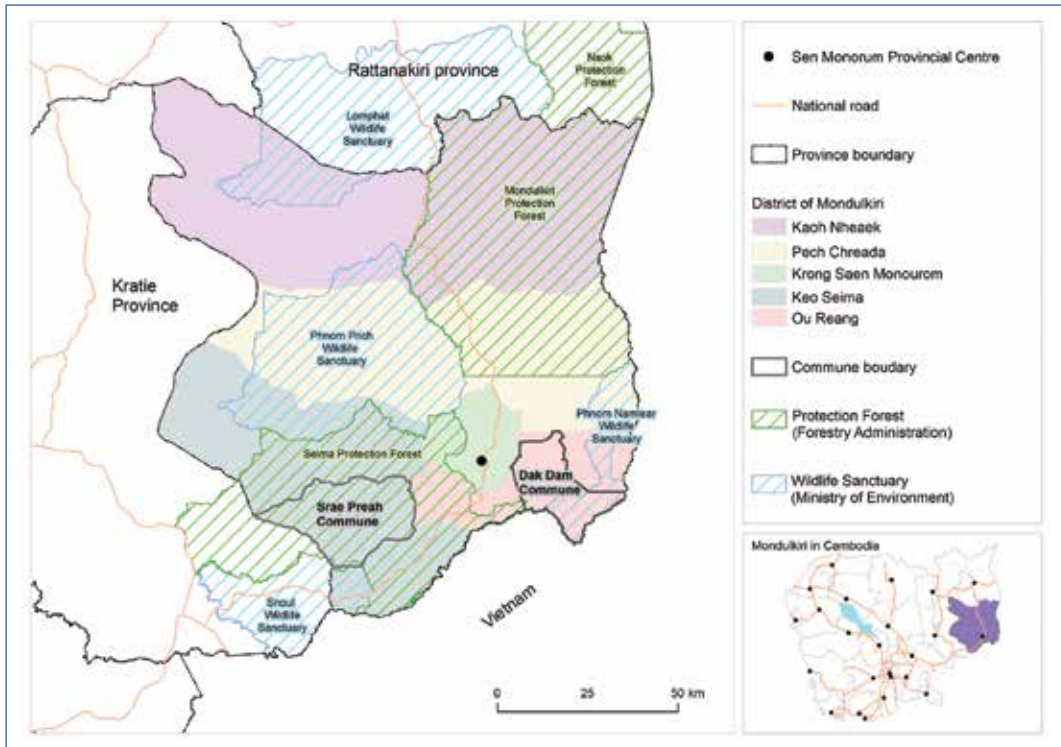 Rattanakiri province
Nsok
Protection
Forest
Lomphat
Wildlife
Sanctuary
Mondulkiri
Protection
Forest
Kratie
Province
Phnom Prich
Wildlife
Sanctuary
Phnom Namlear
Wildlife
Sanctuary
Seima Protection Forest
Dak Dam
Commune
Srae Preah
Commune
Snoul
Wildlife
Sanctuary
Vietnam
0 25 50 km
Sen Monorum Provincial Centre
National road
Province boundary
District of Mondulkiri
Kaoh Nheaek
Pech Chreada
Krong Saen Monourom
Keo Seima
Ou Reang
Commune boudary
Protection Forest
(Forestry Administration)
Wildlife Sanctuary
(Ministry of Environment)
Mondulkiri in Cambodia